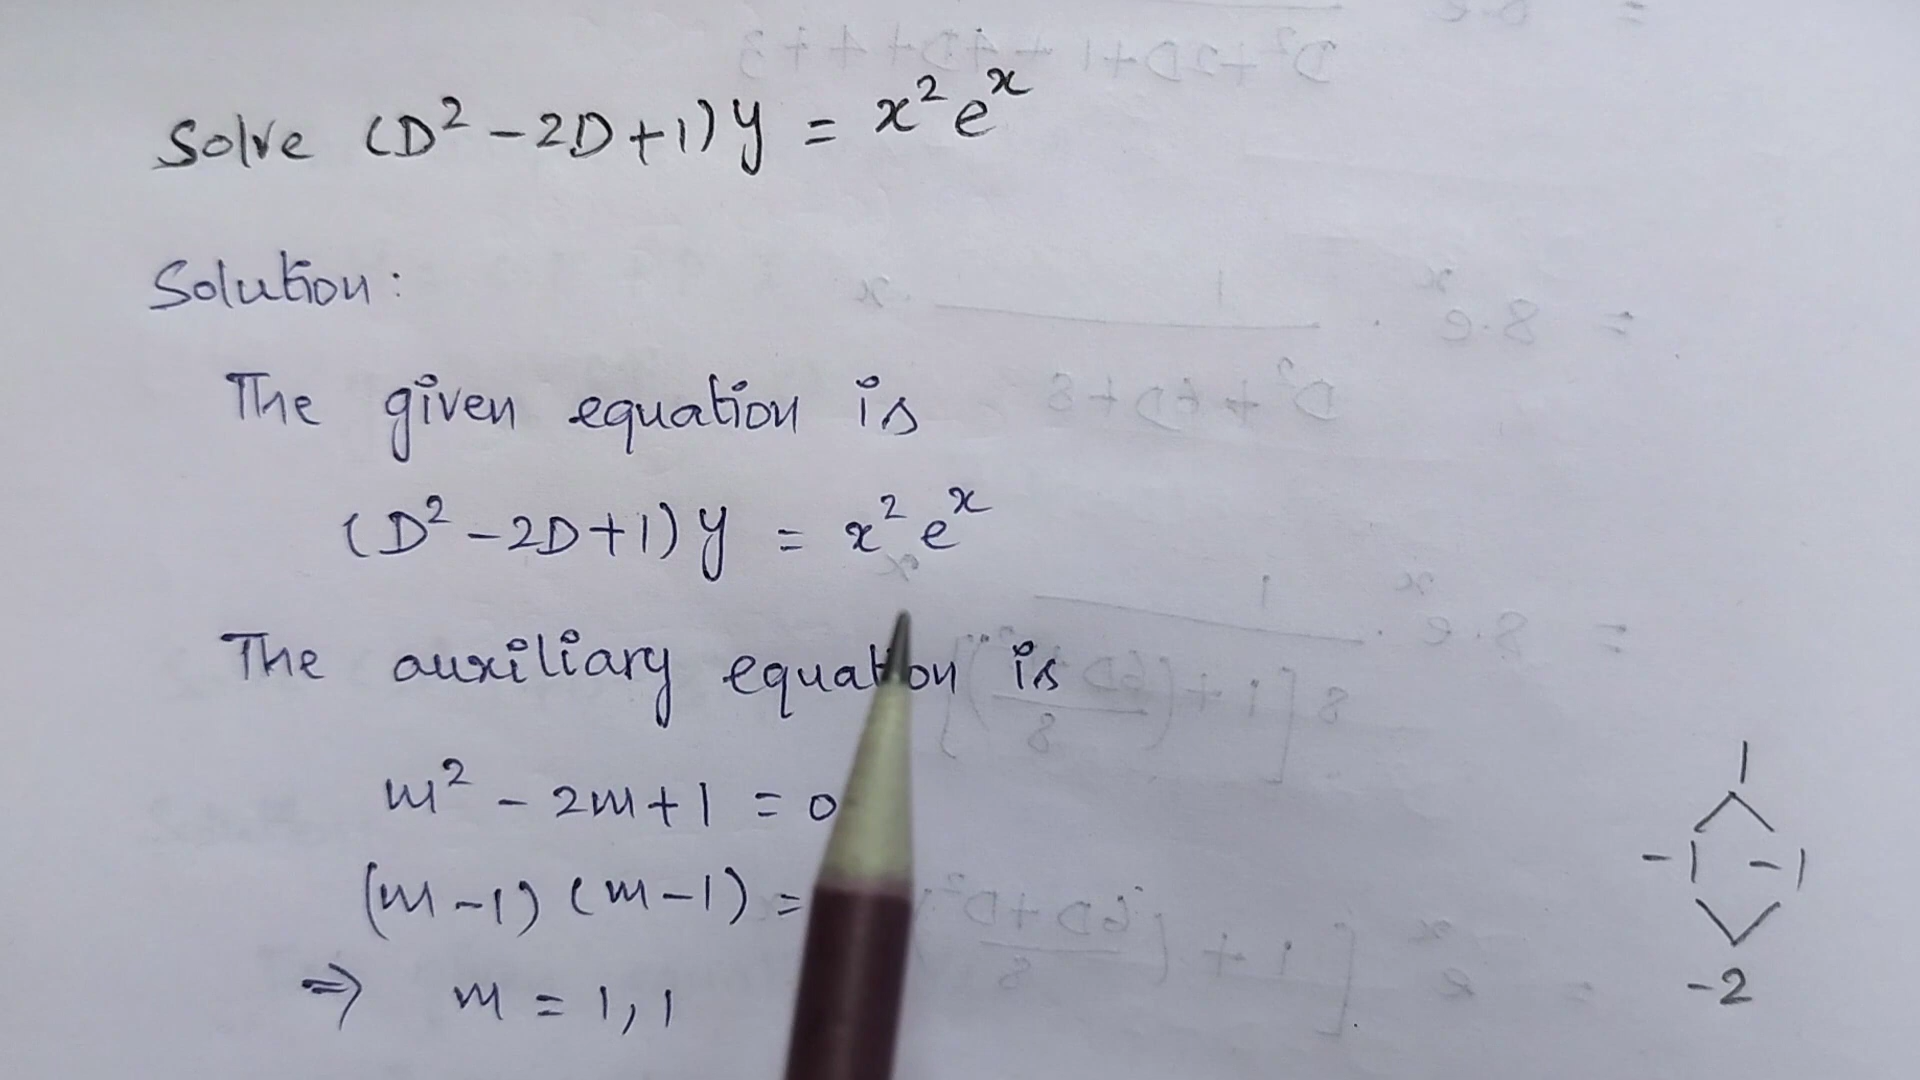 Solve (D² - 2D + 1) y = x² eˣ
Solution:
The given equation is
(D² - 2D + 1) y = x² eˣ
The auxiliary equation is
m² - 2m + 1 = 0
(m - 1) (m - 1) =
⇒ m = 1, 1
1
-1 -1
-2